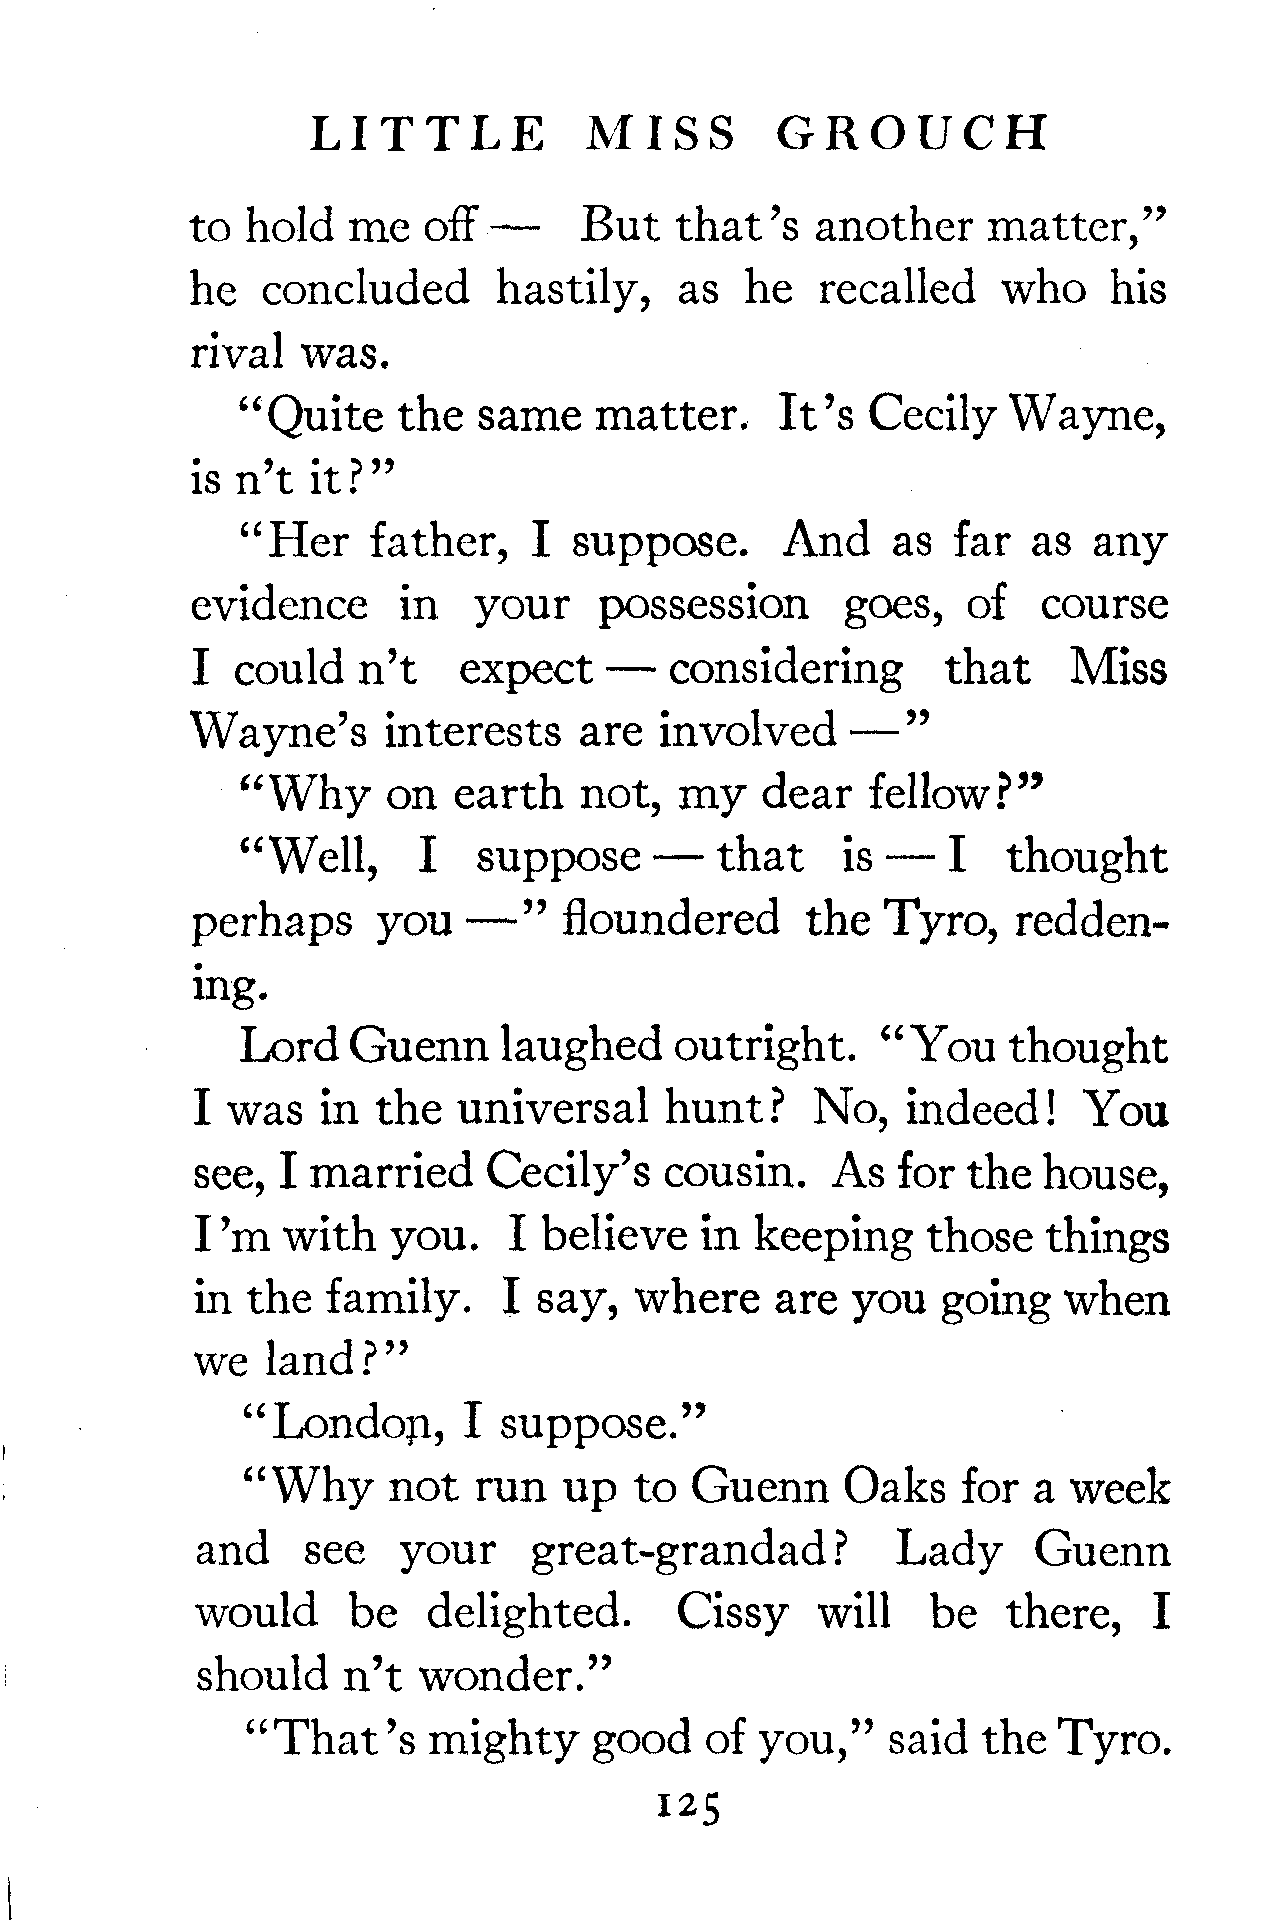 LITTLE MISS GROUCH
to hold me off — But that's another matter,”
he concluded hastily, as he recalled who his
rival was.
“Quite the same matter. It's Cecily Wayne,
is n't it?”
“Her father, I suppose. And as far as any
evidence in your possession goes, of course
I could n't expect — considering that Miss
Wayne's interests are involved —”
“Why on earth not, my dear fellow?”
“Well, I suppose — that is — I thought
perhaps you —” floundered the Tyro, redden-
ing.
Lord Guenn laughed outright. “You thought
I was in the universal hunt? No, indeed! You
see, I married Cecily's cousin. As for the house,
I'm with you. I believe in keeping those things
in the family. I say, where are you going when
we land?”
“London, I suppose.”
“Why not run up to Guenn Oaks for a week
and see your great-grandad? Lady Guenn
would be delighted. Cissy will be there, I
should n't wonder.”
“That's mighty good of you,” said the Tyro.
125